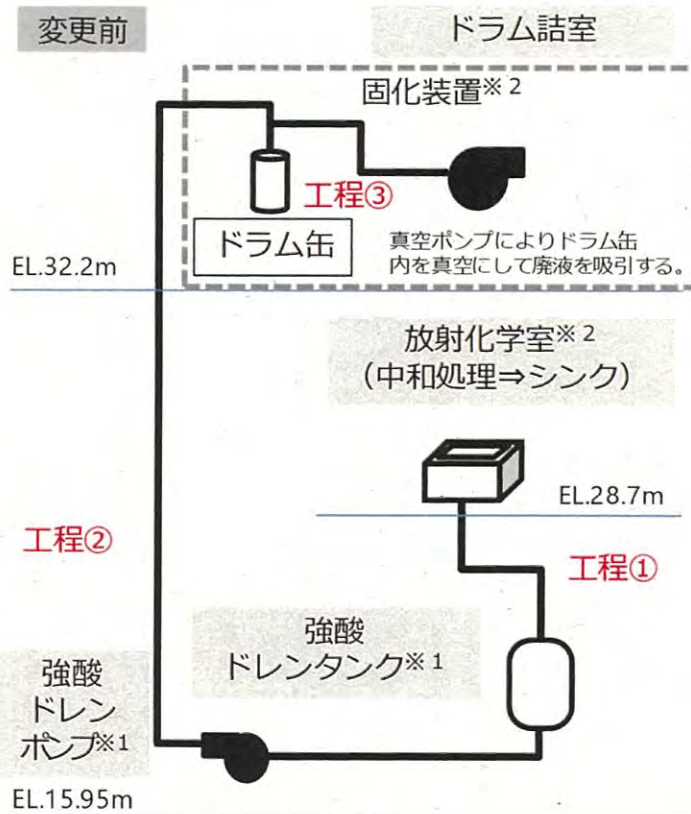 変更前
ドラム詰室
固化装置※2
工程③
ドラム缶
真空ポンプによりドラム缶
内を真空にして廃液を吸引する。
EL.32.2m
放射化学室※2
(中和処理⇒シンク)
EL.28.7m
工程②
工程①
強酸
ドレンタンク※1
強酸
ドレン
ポンプ※1
EL.15.95m